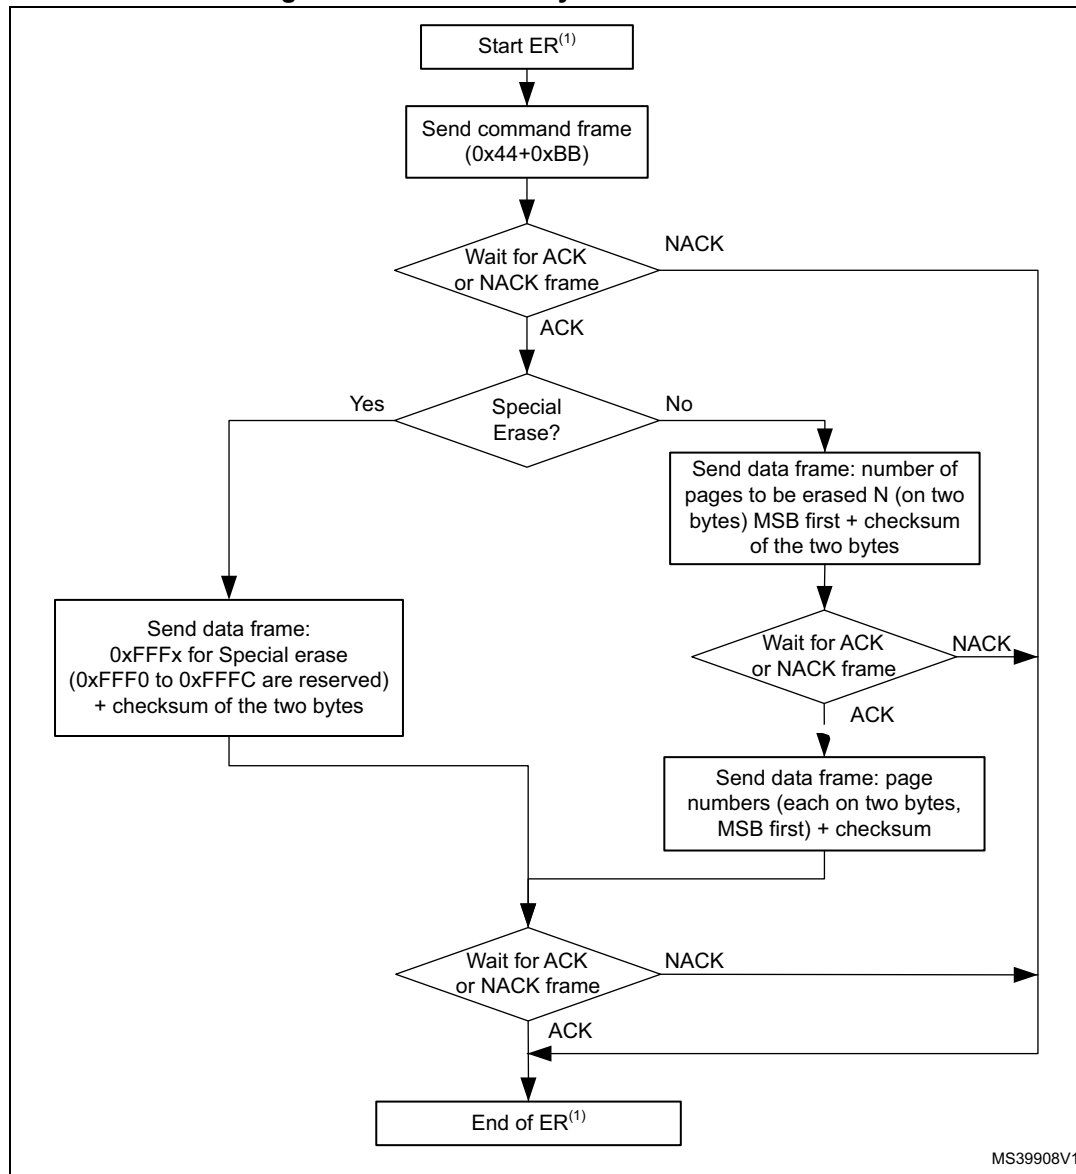 Start ER(1)
Send command frame
(0x44+0xBB)
NACK
Wait for ACK
or NACK frame
ACK
Yes
Special
Erase?
No
Send data frame: number of
pages to be erased N (on two
bytes) MSB first + checksum
of the two bytes
Send data frame:
0xFFFx for Special erase
(0xFFF0 to 0xFFFC are reserved)
+ checksum of the two bytes
Wait for ACK
or NACK frame
NACK
ACK
Send data frame: page
numbers (each on two bytes,
MSB first) + checksum
Wait for ACK
or NACK frame
NACK
ACK
End of ER(1)
MS39908V1